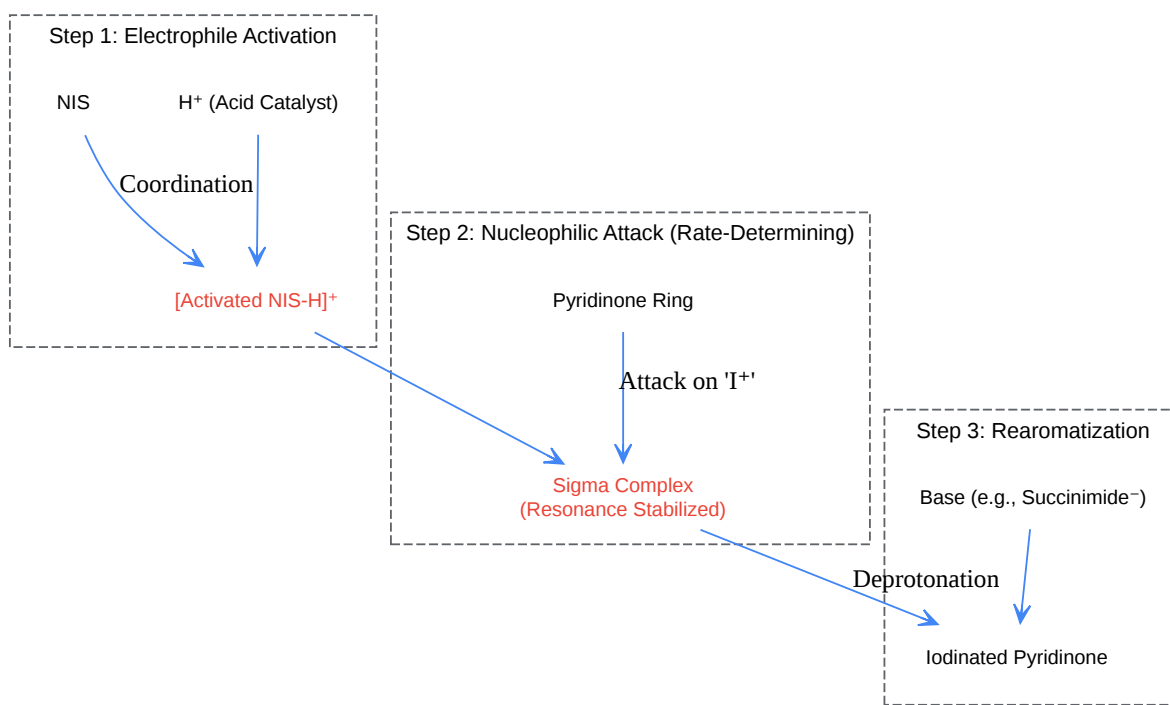 Step 1: Electrophile Activation
NIS
H⁺ (Acid Catalyst)
Coordination
[Activated NIS-H]⁺
Step 2: Nucleophilic Attack (Rate-Determining)
Pyridinone Ring
Attack on 'I⁺'
Sigma Complex
(Resonance Stabilized)
Step 3: Rearomatization
Base (e.g., Succinimide⁻)
Deprotonation
Iodinated Pyridinone